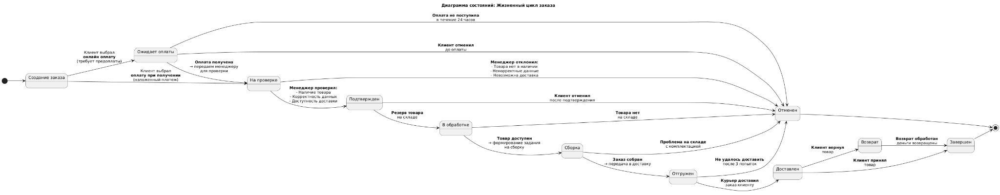 Диаграмма состояний: Жизненный цикл заказа
Оплата не поступила
в течение 24 часов
Клиент отменил
до оплаты
Ожидает оплаты
Клиент выбрал
онлайн оплату
(требует предоплаты)
Оплата получена
→ передаем менеджеру
для проверки
Менеджер отклонил:
- Товара нет в наличии
- Некорректные данные
- Невозможна доставка
Создание заказа
Клиент выбрал
оплату при получении
(наложенный платеж)
На проверке
Менеджер проверил:
- Наличие товара
- Корректность данных
- Доступность доставки
Подтвержден
Клиент отменил
после подтверждения
Отменен
Резерв товара
на складе
В обработке
Товара нет
на складе
Товар доступен
→ формирование задания
на сборку
Сборка
Проблема на складе
с комплектацией
Возврат
Возврат обработан
деньги возвращены
Завершен
Клиент вернул
товар
Заказ собран
→ передача в доставку
Не удалось доставить
после 3 попыток
Клиент принял
товар
Доставлен
Отгружен
Курьер доставил
заказ клиенту